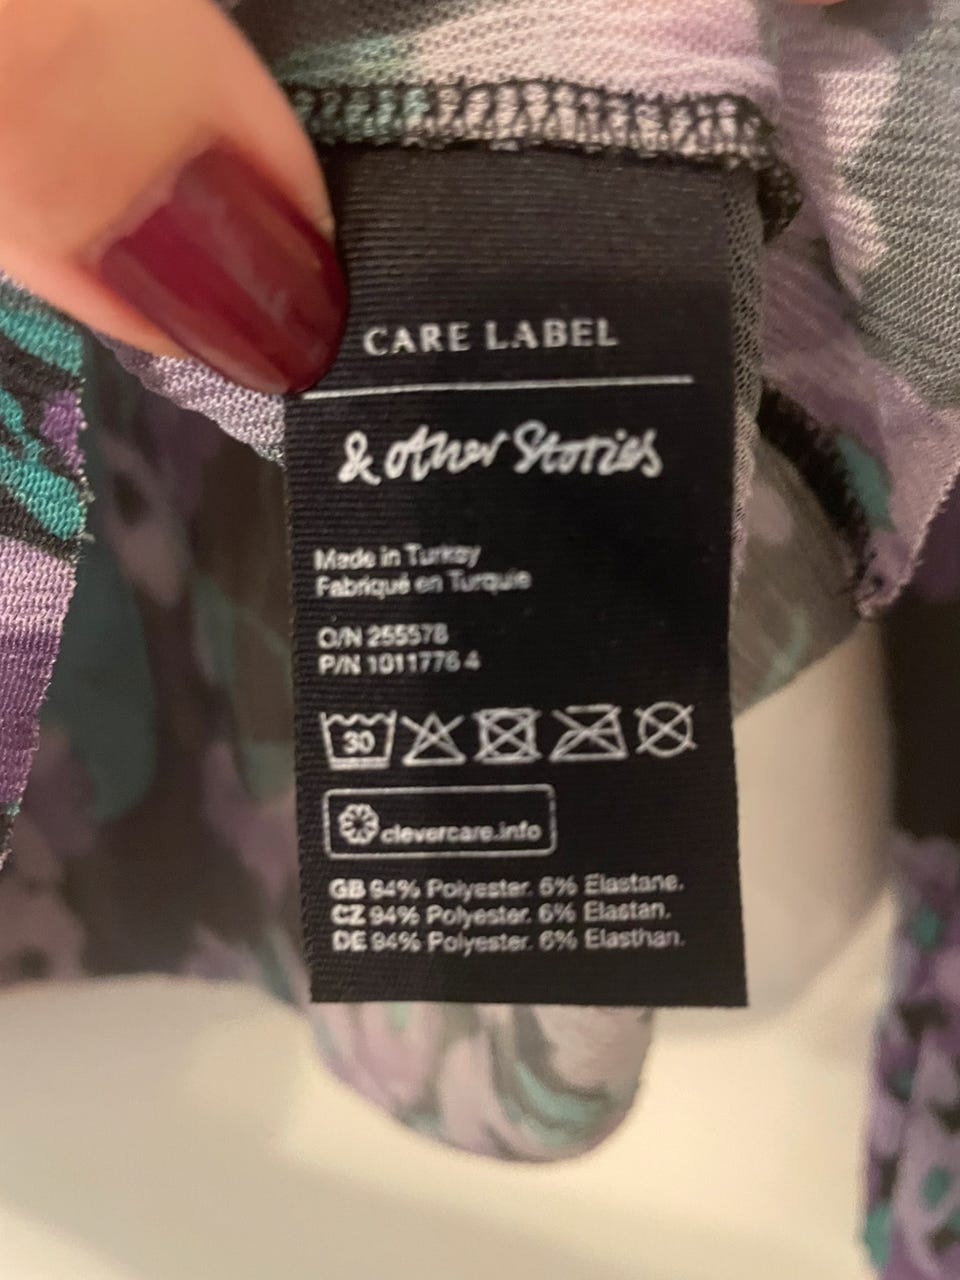 CARE LABEL
& other Stories
Made in Turkey
Fabriqué en Turquie
O/N 255578
P/N 1011776 4
30
clevercare.info
GB 94% Polyester. 6% Elastane.
CZ 94% Polyester. 6% Elastan.
DE 94% Polyester. 6% Elasthan.